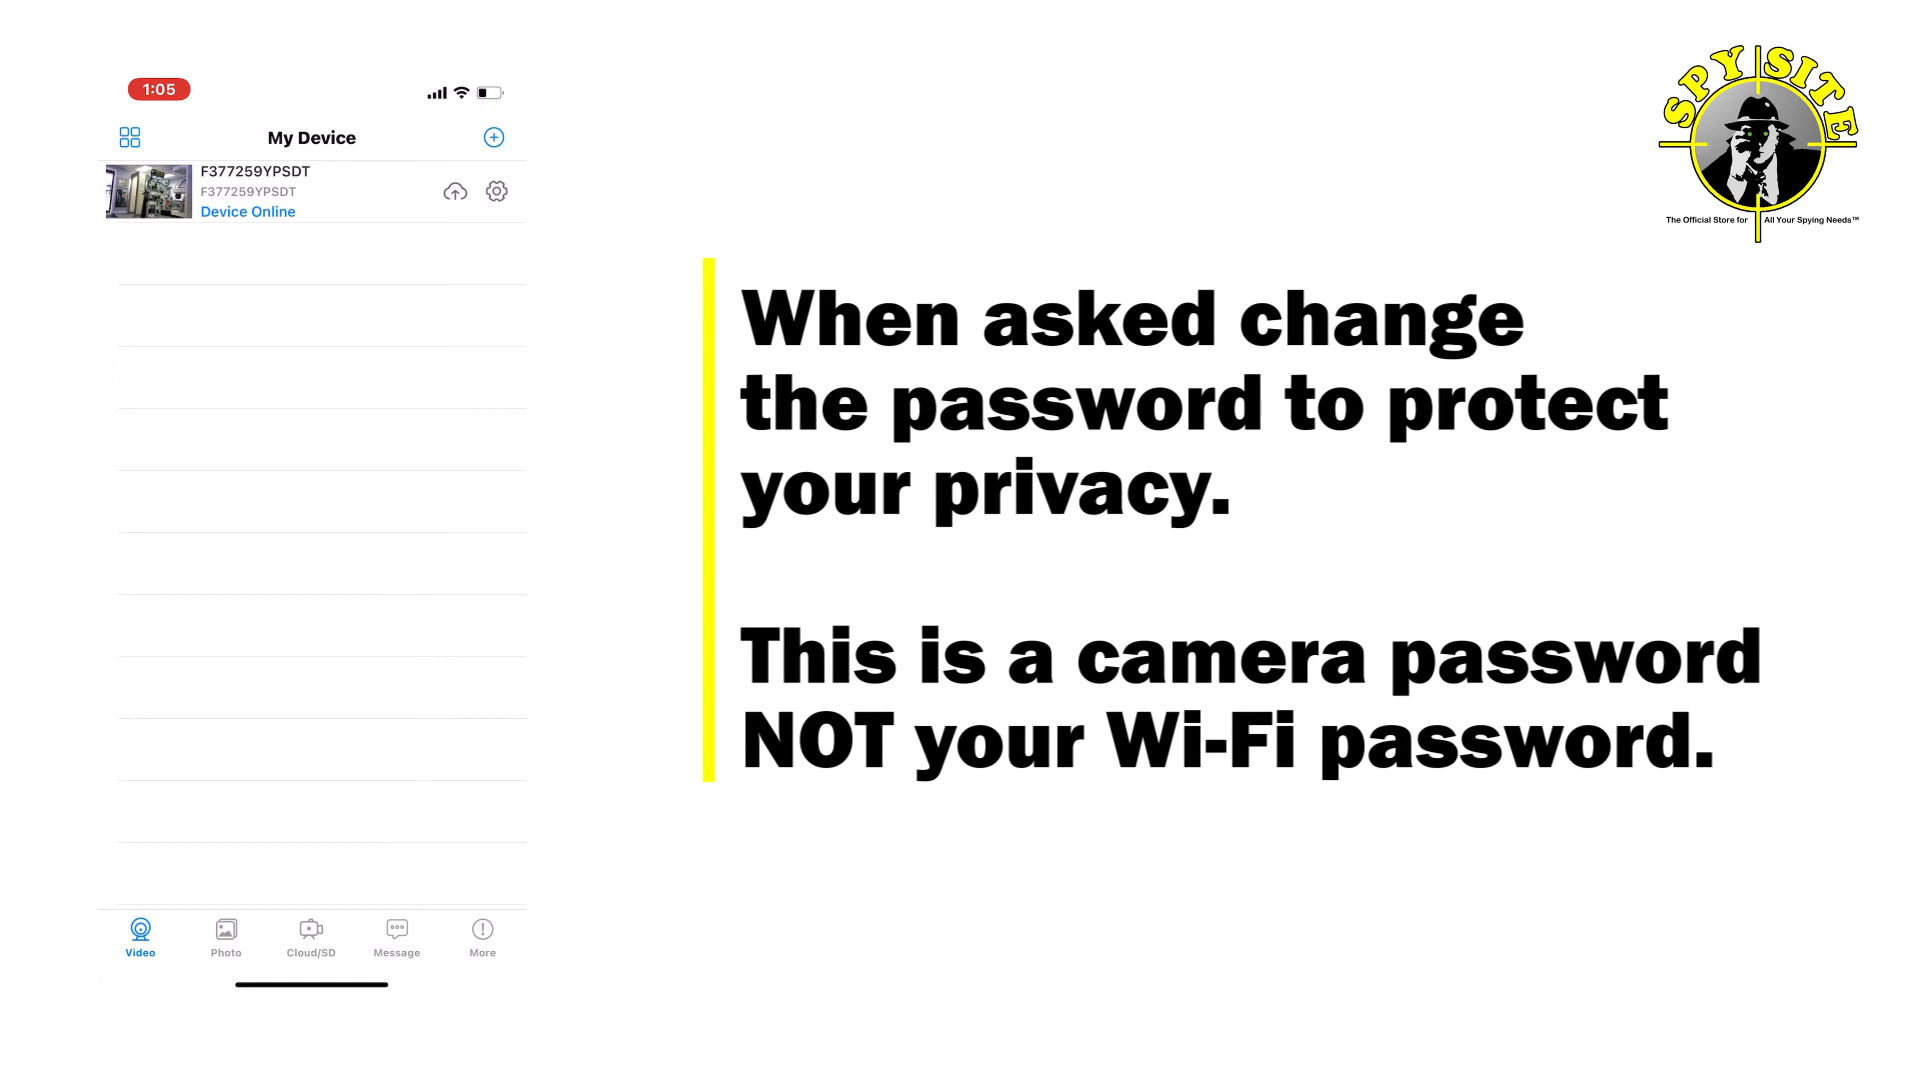 1:05
My Device
F377259YPSDT
F377259YPSDT
Device Online
Video
Photo
Cloud/SD
Message
More
SPY SITE
The Official Store for All Your Spying Needs™
When asked change
the password to protect
your privacy.
This is a camera password
NOT your Wi-Fi password.